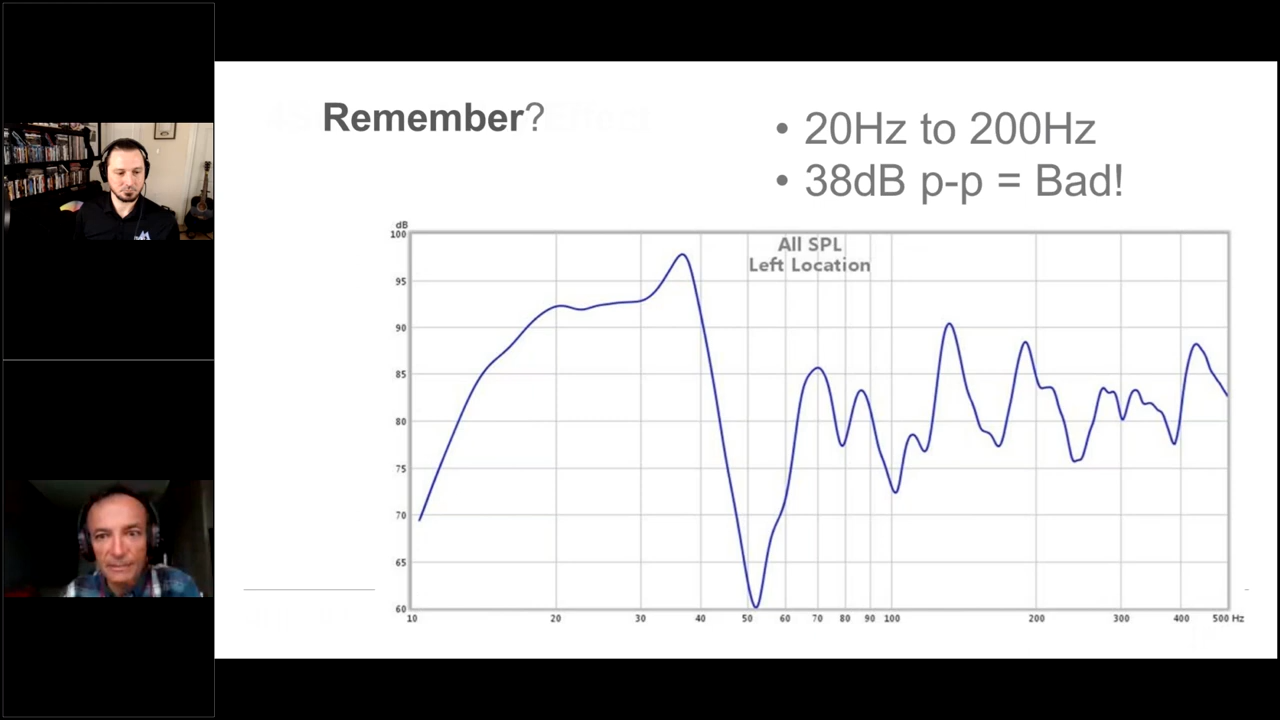 Remember?
• 20Hz to 200Hz
• 38dB p-p = Bad!
dB
All SPL
Left Location
100
95
90
85
80
75
70
65
60
10 20 30 40 50 60 70 80 90 100 200 300 400 500 Hz